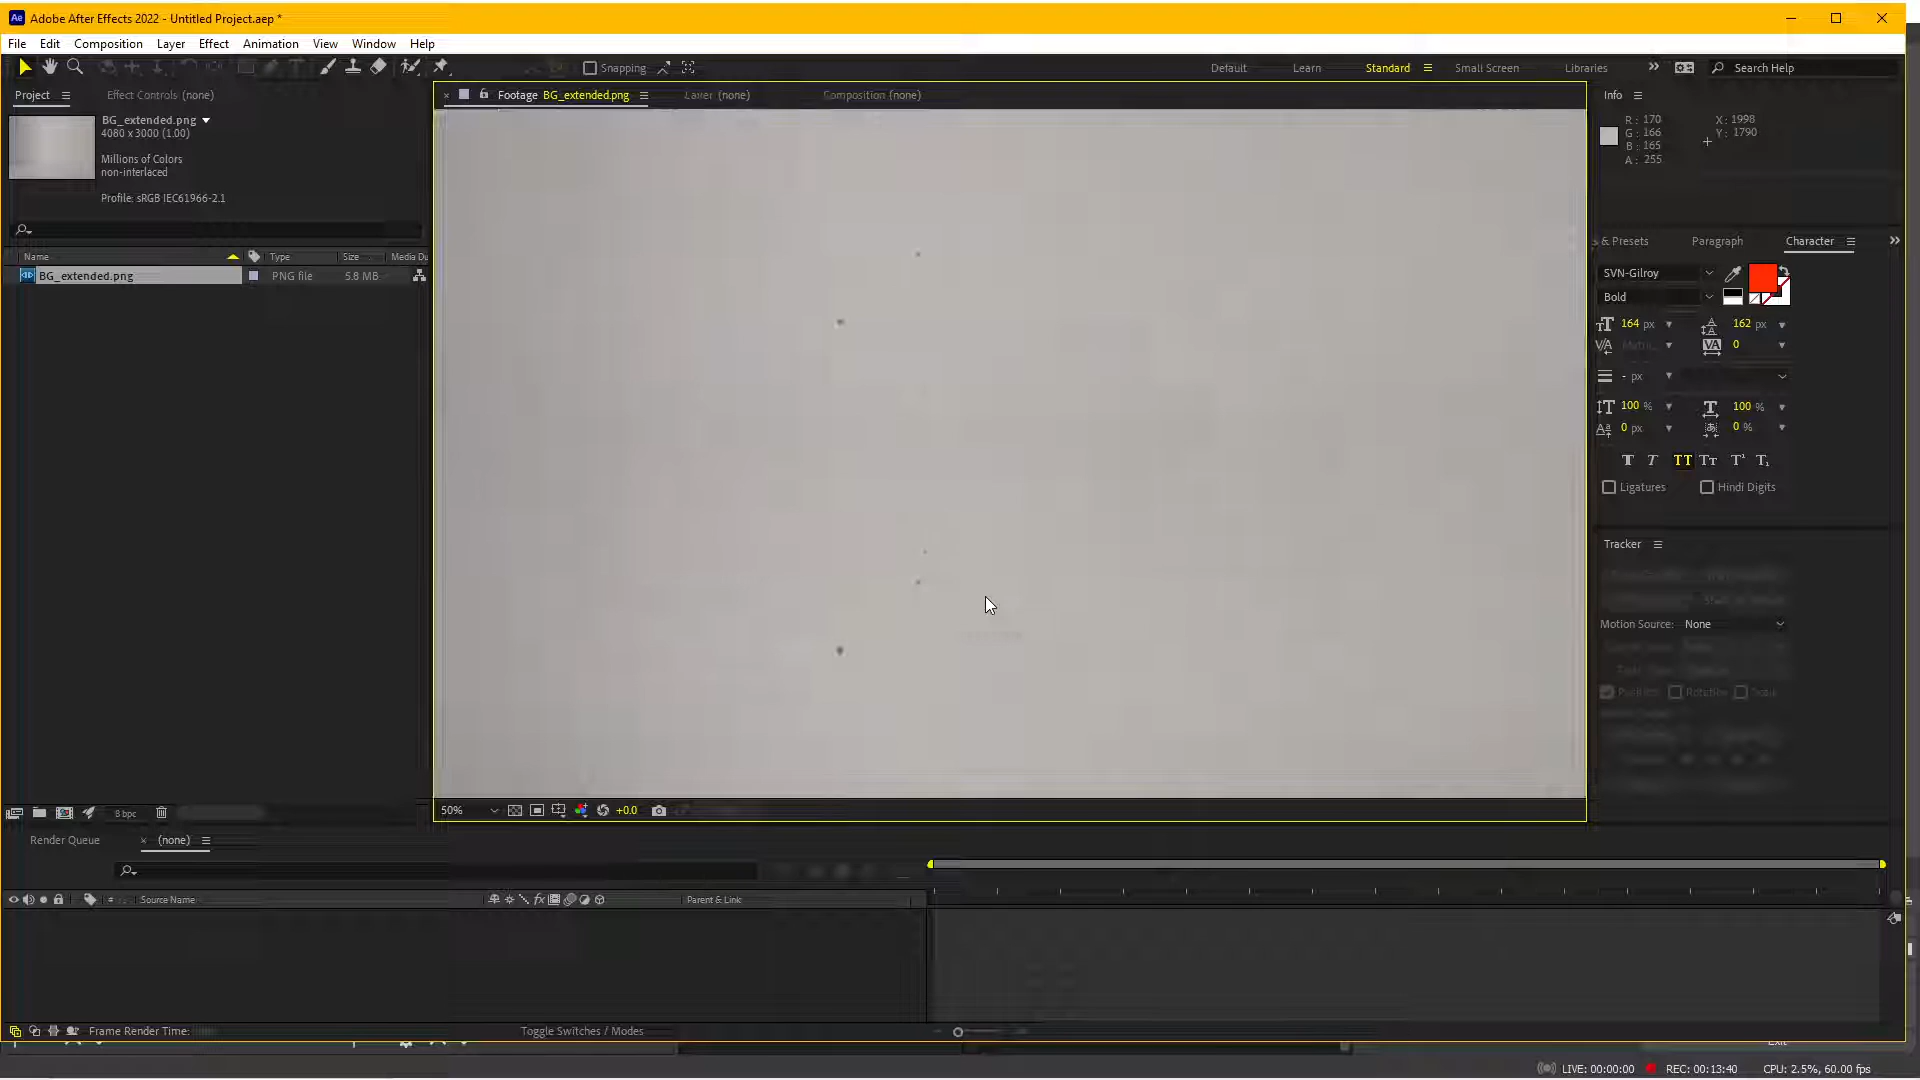 Adobe After Effects 2022 - Untitled Project.aep *
File Edit Composition Layer Effect Animation View Window Help
Snapping Default Learn Standard Small Screen Libraries Search Help
Project Effect Controls (none)
Footage BG_extended.png Layer (none) Composition (none)
Info
BG_extended.png
4080 x 3000 (1.00)
Millions of Colors
non-interlaced
Profile: sRGB IEC61966-2.1
R: 170 X: 1998
G: 166 Y: 1790
B: 165
A: 255
Name Type Size Media Du
BG_extended.png PNG file 5.8 MB
s & Presets Paragraph Character
SVN-Gilroy
Bold
164 px 162 px
0
- px
100 % 100 %
0 px 0 %
Ligatures Hindi Digits
Tracker
Motion Source: None
8 bpc
50% +0.0
Render Queue (none)
# Source Name fx Parent & Link
Frame Render Time: Toggle Switches / Modes
Exit
LIVE: 00:00:00 REC: 00:13:40 CPU: 2.5%, 60.00 fps